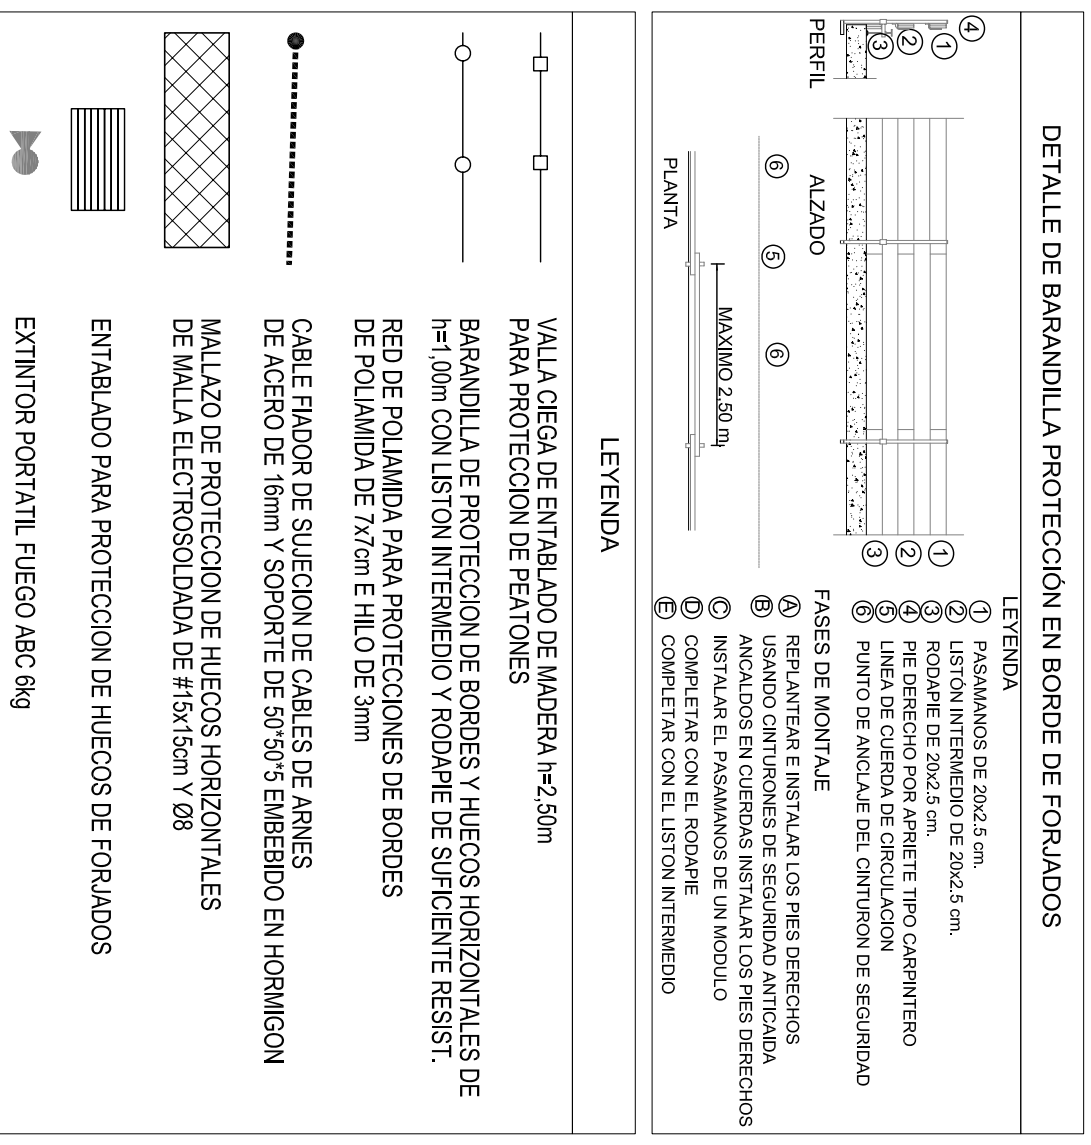 DETALLE DE BARANDILLA PROTECCIÓN EN BORDE DE FORJADOS
4
1
2
3
PERFIL
ALZADO
1
2
3
6
5
6
MAXIMO 2,50 m
PLANTA
LEYENDA
1 PASAMANOS DE 20x2.5 cm.
2 LISTÓN INTERMEDIO DE 20x2.5 cm.
3 RODAPIE DE 20x2.5 cm.
4 PIE DERECHO POR APRIETE TIPO CARPINTERO
5 LINEA DE CUERDA DE CIRCULACION
6 PUNTO DE ANCLAJE DEL CINTURON DE SEGURIDAD
FASES DE MONTAJE
A REPLANTEAR E INSTALAR LOS PIES DERECHOS
B USANDO CINTURONES DE SEGURIDAD ANTICAIDA
ANCALDOS EN CUERDAS INSTALAR LOS PIES DERECHOS
C INSTALAR EL PASAMANOS DE UN MODULO
D COMPLETAR CON EL RODAPIE
E COMPLETAR CON EL LISTON INTERMEDIO
LEYENDA
VALLA CIEGA DE ENTABLADO DE MADERA h=2,50m
PARA PROTECCION DE PEATONES
BARANDILLA DE PROTECCION DE BORDES Y HUECOS HORIZONTALES DE
h=1,00m CON LISTON INTERMEDIO Y RODAPIE DE SUFICIENTE RESIST.
RED DE POLIAMIDA PARA PROTECCIONES DE BORDES
DE POLIAMIDA DE 7x7cm E HILO DE 3mm
CABLE FIADOR DE SUJECION DE CABLES DE ARNES
DE ACERO DE 16mm Y SOPORTE DE 50*50*5 EMBEBIDO EN HORMIGON
MALLAZO DE PROTECCION DE HUECOS HORIZONTALES
DE MALLA ELECTROSOLDADA DE #15x15cm Y Ø8
ENTABLADO PARA PROTECCION DE HUECOS DE FORJADOS
EXTINTOR PORTATIL FUEGO ABC 6kg